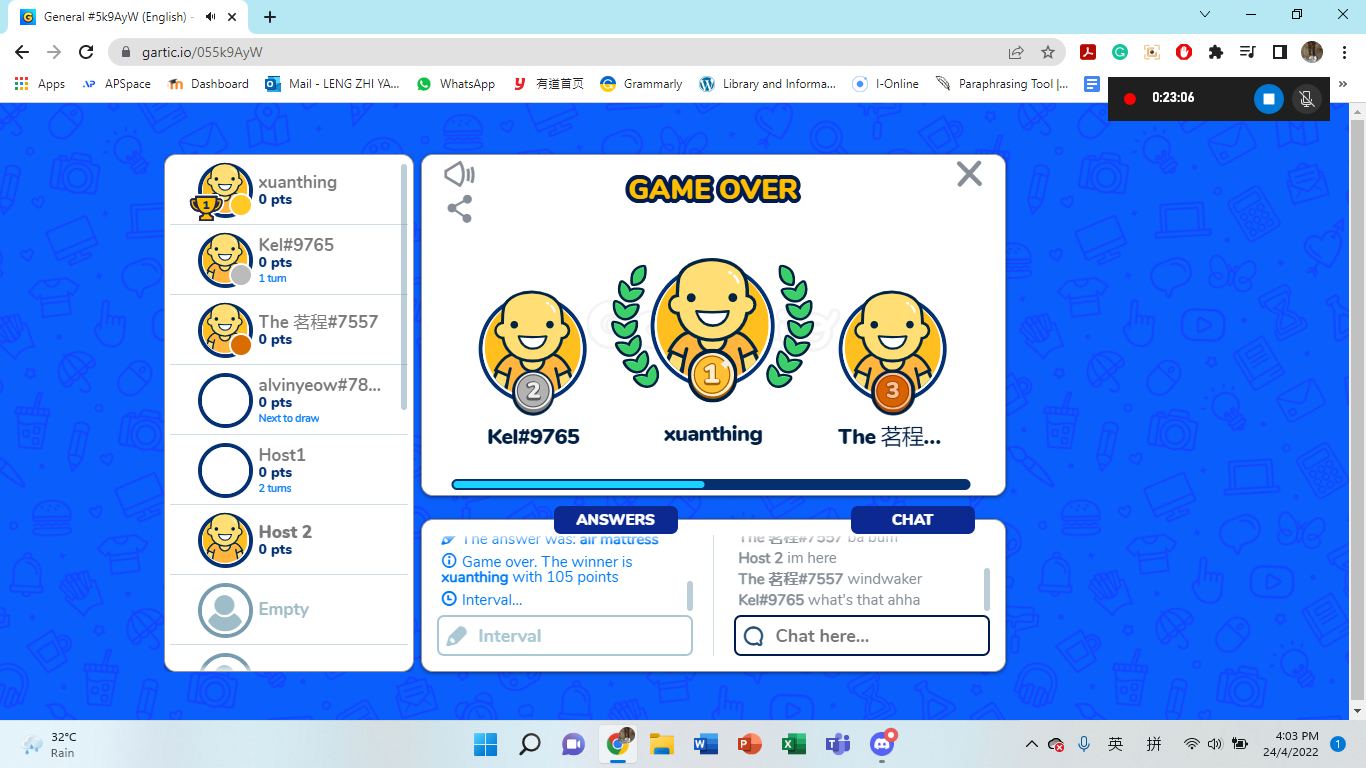 General #5k9AyW (English) -
gartic.io/055k9AyW
Apps
APSpace
Dashboard
Mail - LENG ZHI YA...
WhatsApp
有道首页
Grammarly
Library and Informa...
I-Online
Paraphrasing Tool |...
»
0:23:06
xuanthing
0 pts
1
Kel#9765
0 pts
1 turn
The 茗程#7557
0 pts
alvinyeow#78...
0 pts
Next to draw
Host1
0 pts
2 turns
Host 2
0 pts
Empty
GAME OVER
2
1
3
Kel#9765
xuanthing
The 茗程...
ANSWERS
The answer was: air mattress
Game over. The winner is
xuanthing with 105 points
Interval...
Interval
CHAT
The 茗程#7557 ba bum
Host 2 im here
The 茗程#7557 windwaker
Kel#9765 what's that ahha
Chat here...
32°C
Rain
英
拼
4:03 PM
24/4/2022
1